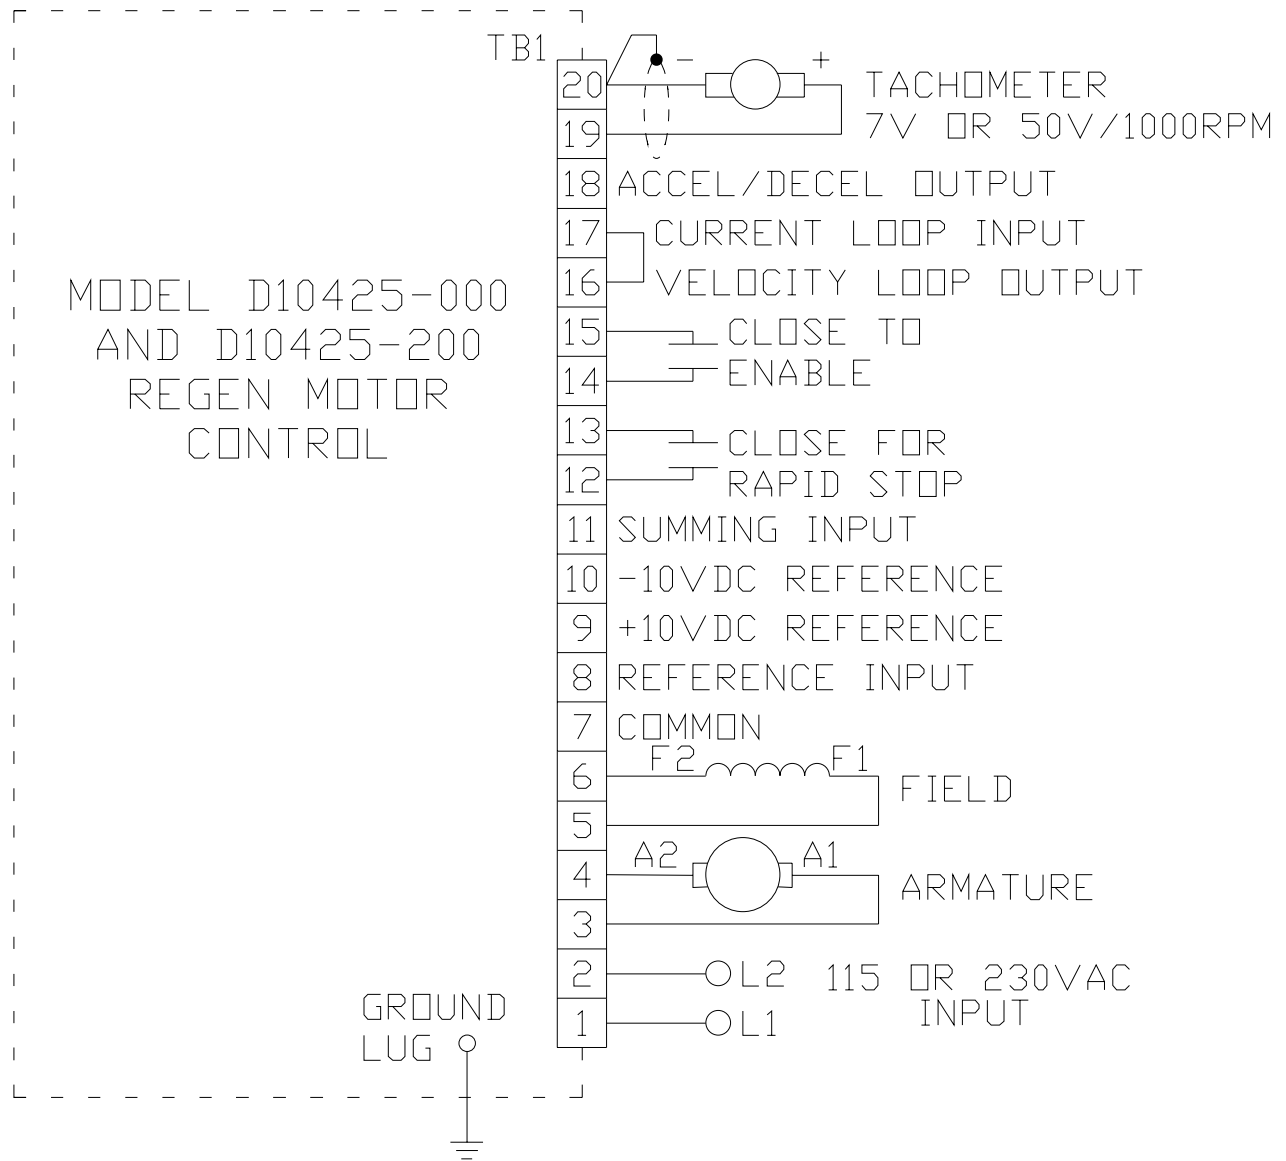 TB1
20
- +
TACHOMETER
7V OR 50V/1000RPM
19
18 ACCEL/DECEL OUTPUT
17 CURRENT LOOP INPUT
16 VELOCITY LOOP OUTPUT
MODEL D10425-000
AND D10425-200
REGEN MOTOR
CONTROL
15 CLOSE TO
14 ENABLE
13 CLOSE FOR
12 RAPID STOP
11 SUMMING INPUT
10 -10VDC REFERENCE
9 +10VDC REFERENCE
8 REFERENCE INPUT
7 COMMON
6 F2 F1
FIELD
5
4 A2 A1
ARMATURE
3
2 L2 115 OR 230VAC
INPUT
1 L1
GROUND
LUG